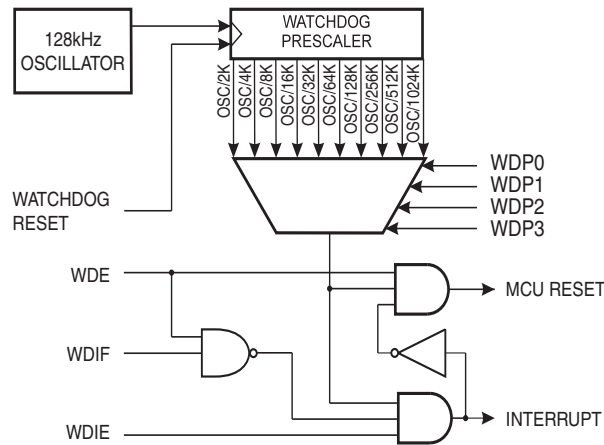 128kHz
OSCILLATOR
WATCHDOG
PRESCALER
OSC/2K
OSC/4K
OSC/8K
OSC/16K
OSC/32K
OSC/64K
OSC/128K
OSC/256K
OSC/512K
OSC/1024K
WATCHDOG
RESET
WDP0
WDP1
WDP2
WDP3
WDE
MCU RESET
WDIF
WDIE
INTERRUPT